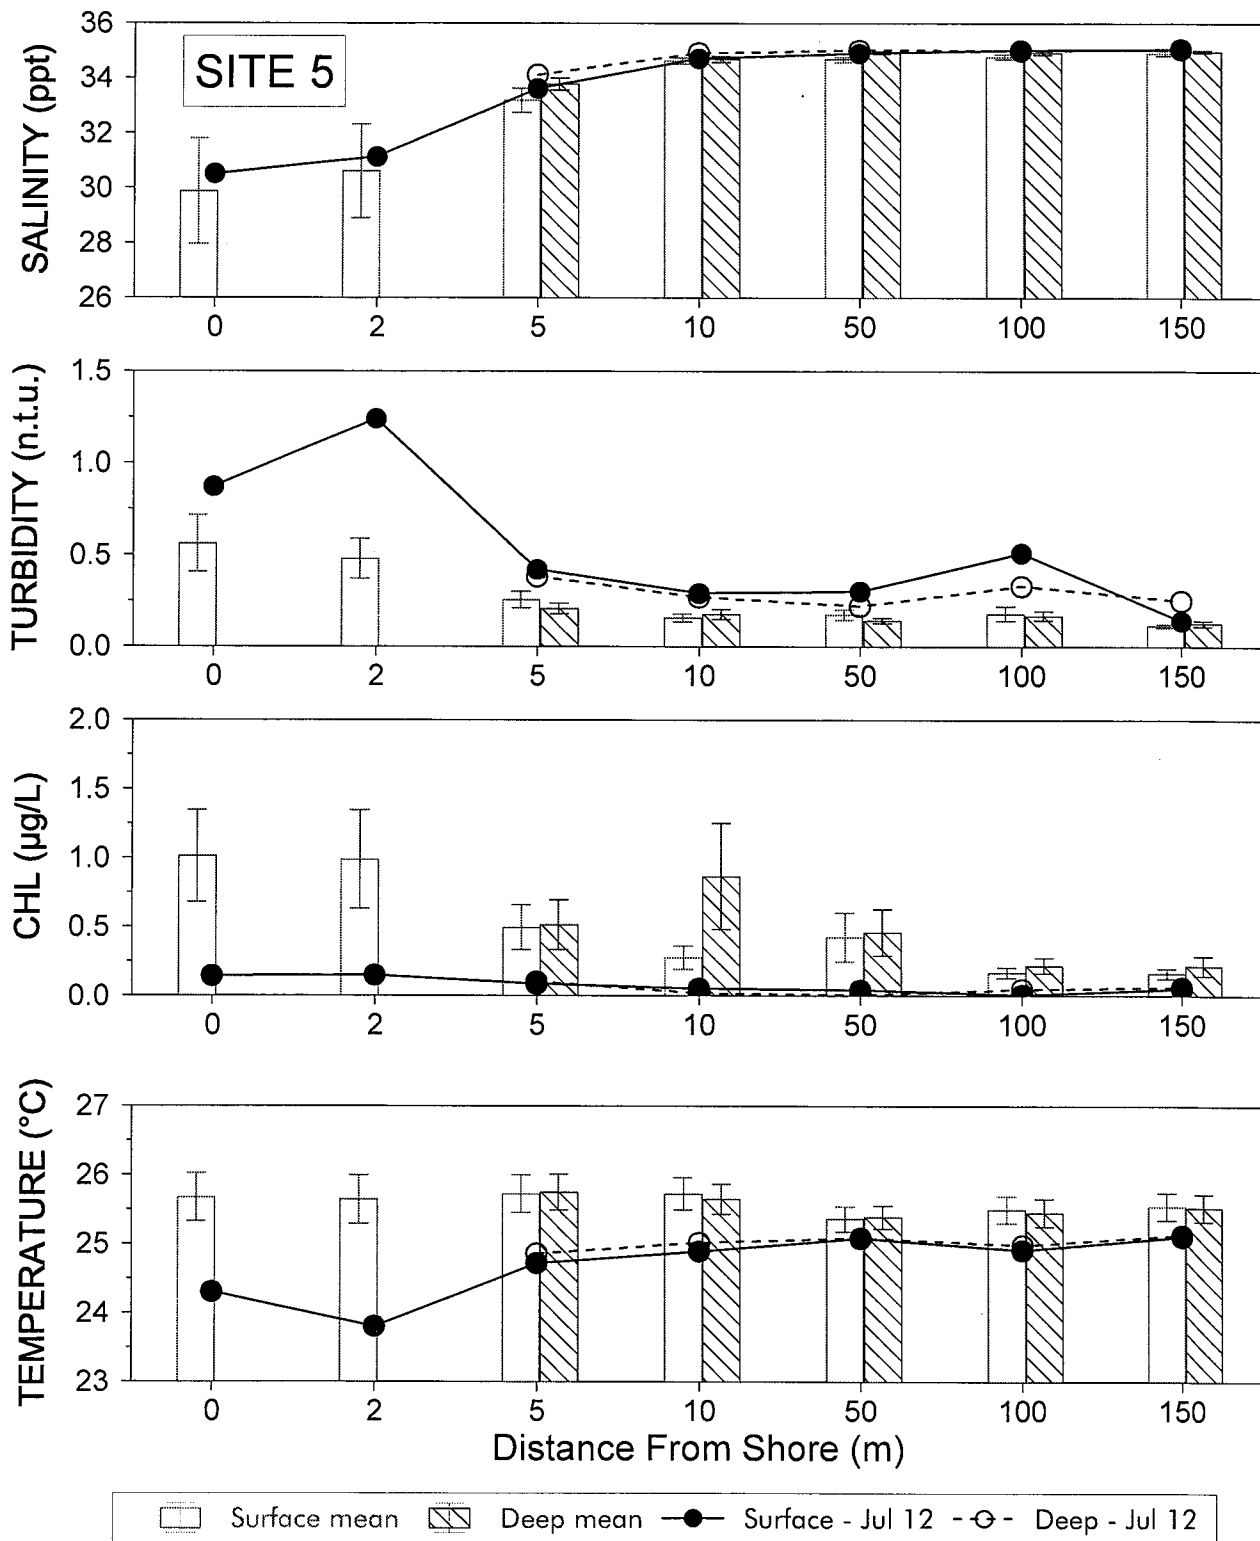 SITE 5
SALINITY (ppt)
36
34
32
30
28
26
0 2 5 10 50 100 150
TURBIDITY (n.t.u.)
1.5
1.0
0.5
0.0
0 2 5 10 50 100 150
CHL (µg/L)
2.0
1.5
1.0
0.5
0.0
0 2 5 10 50 100 150
TEMPERATURE (°C)
27
26
25
24
23
0 2 5 10 50 100 150
Distance From Shore (m)
Surface mean Deep mean Surface - Jul 12 Deep - Jul 12